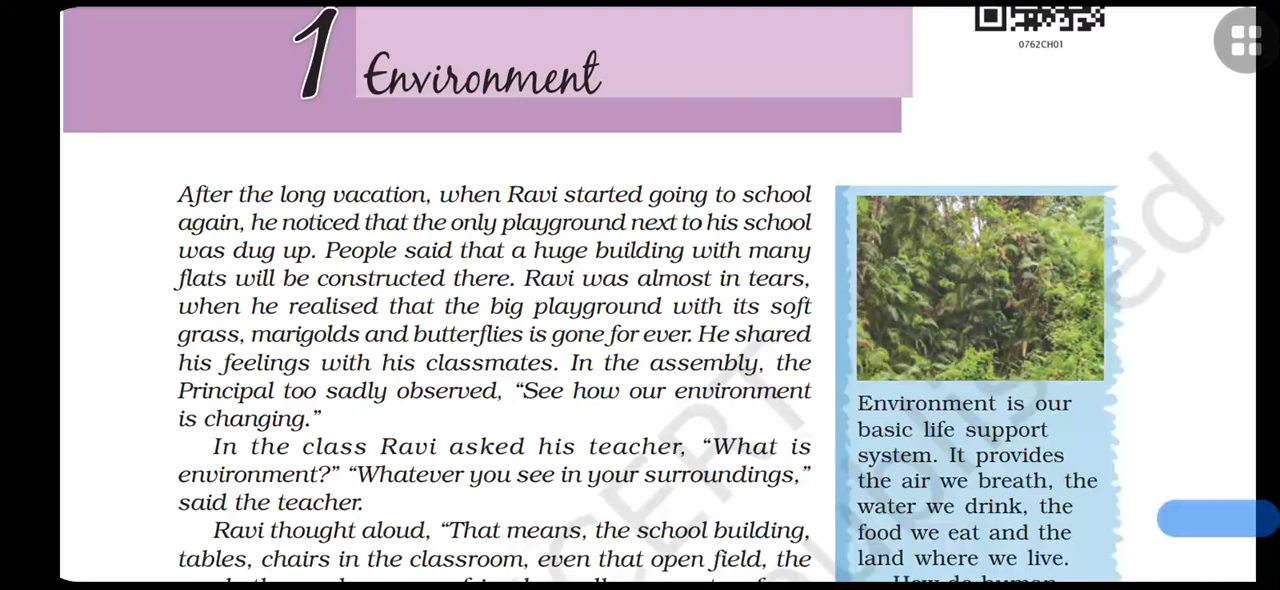 1
Environment
0762CH01
After the long vacation, when Ravi started going to school
again, he noticed that the only playground next to his school
was dug up. People said that a huge building with many
flats will be constructed there. Ravi was almost in tears,
when he realised that the big playground with its soft
grass, marigolds and butterflies is gone for ever. He shared
his feelings with his classmates. In the assembly, the
Principal too sadly observed, “See how our environment
is changing.”
In the class Ravi asked his teacher, “What is
environment?” “Whatever you see in your surroundings,”
said the teacher.
Ravi thought aloud, “That means, the school building,
tables, chairs in the classroom, even that open field, the
Environment is our
basic life support
system. It provides
the air we breath, the
water we drink, the
food we eat and the
land where we live.
How do human